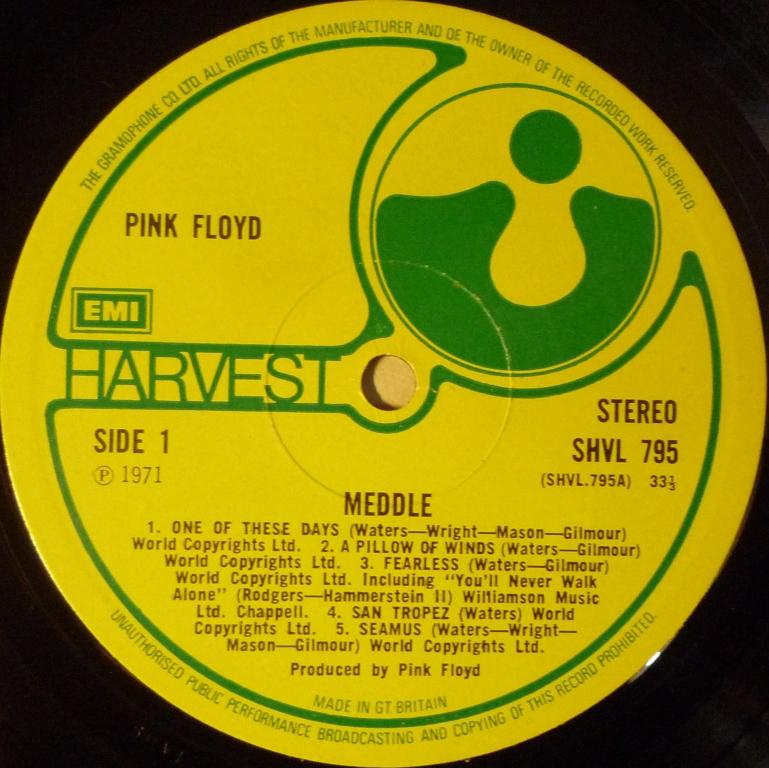 THE GRAMOPHONE CO. LTD. ALL RIGHTS OF THE MANUFACTURER AND OF THE OWNER OF THE RECORDED WORK RESERVED.
PINK FLOYD
EMI
HARVEST
STEREO
SIDE 1
SHVL 795
Ⓟ 1971
(SHVL.795A) 33⅓
MEDDLE
1. ONE OF THESE DAYS (Waters—Wright—Mason—Gilmour)
World Copyrights Ltd. 2. A PILLOW OF WINDS (Waters—Gilmour)
World Copyrights Ltd. 3. FEARLESS (Waters—Gilmour)
World Copyrights Ltd. Including "You'll Never Walk
Alone" (Rodgers—Hammerstein II) Williamson Music
Ltd. Chappell. 4. SAN TROPEZ (Waters) World
Copyrights Ltd. 5. SEAMUS (Waters—Wright—
Mason—Gilmour) World Copyrights Ltd.
Produced by Pink Floyd
MADE IN GT BRITAIN
UNAUTHORISED PUBLIC PERFORMANCE BROADCASTING AND COPYING OF THIS RECORD PROHIBITED.